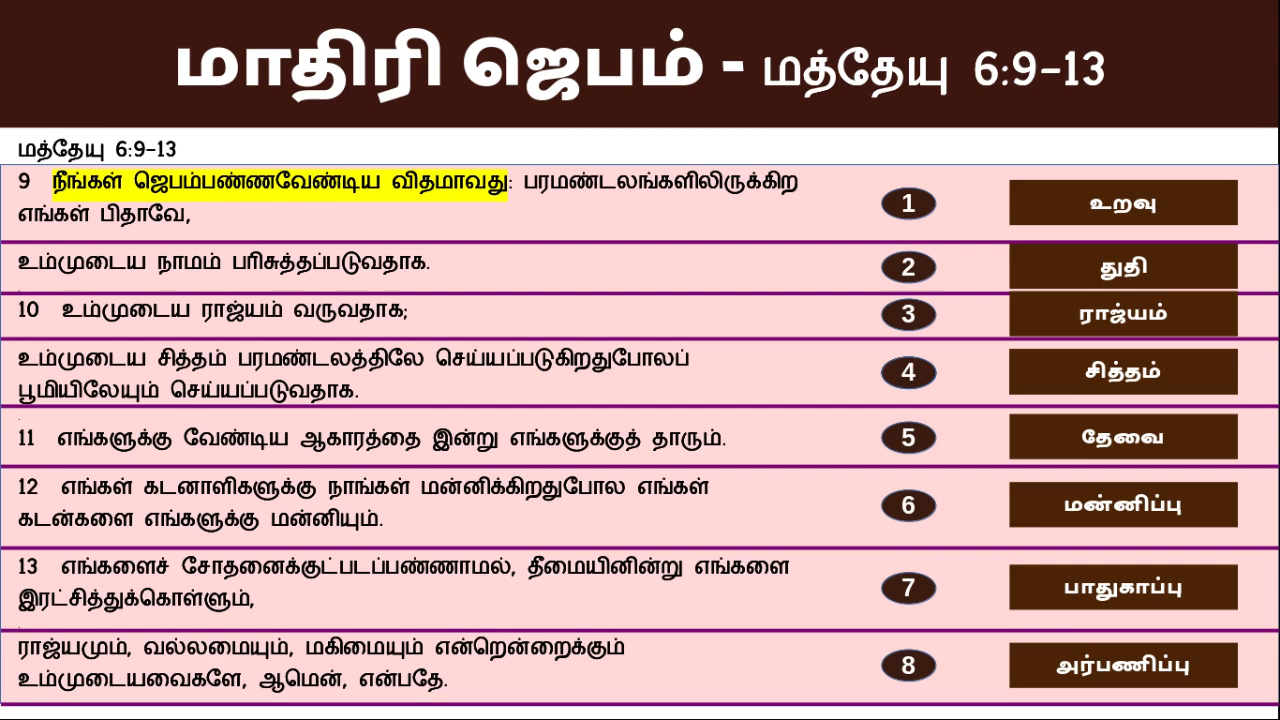 மாதிரி ஜெபம் - மத்தேயு 6:9-13
மத்தேயு 6:9-13
9 நீங்கள் ஜெபம்பண்ணவேண்டிய விதமாவது: பரமண்டலங்களிலிருக்கிற
எங்கள் பிதாவே,
1
உறவு
உம்முடைய நாமம் பரிசுத்தப்படுவதாக.
2
துதி
10 உம்முடைய ராஜ்யம் வருவதாக;
3
ராஜ்யம்
உம்முடைய சித்தம் பரமண்டலத்திலே செய்யப்படுகிறதுபோலப்
பூமியிலேயும் செய்யப்படுவதாக.
4
சித்தம்
11 எங்களுக்கு வேண்டிய ஆகாரத்தை இன்று எங்களுக்குத் தாரும்.
5
தேவை
12 எங்கள் கடனாளிகளுக்கு நாங்கள் மன்னிக்கிறதுபோல எங்கள்
கடன்களை எங்களுக்கு மன்னியும்.
6
மன்னிப்பு
13 எங்களைச் சோதனைக்குட்படப்பண்ணாமல், தீமையினின்று எங்களை
இரட்சித்துக்கொள்ளும்,
7
பாதுகாப்பு
ராஜ்யமும், வல்லமையும், மகிமையும் என்றென்றைக்கும்
உம்முடையவைகளே, ஆமென், என்பதே.
8
அர்பணிப்பு